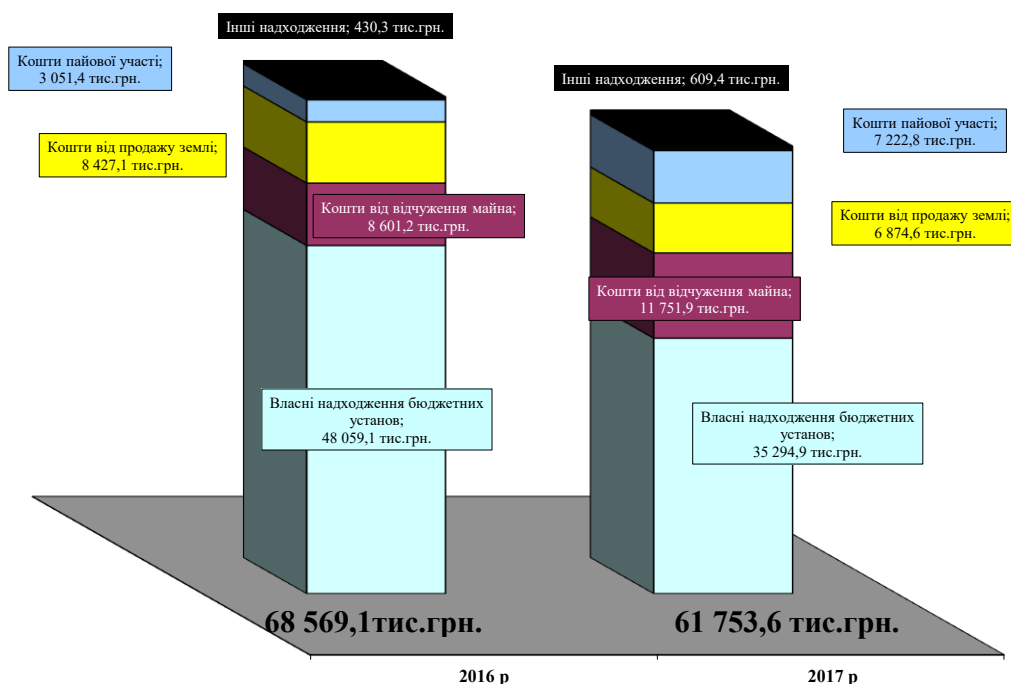 Інші надходження; 430,3 тис.грн.
Кошти пайової участі;
3 051,4 тис.грн.
Кошти від продажу землі;
8 427,1 тис.грн.
Кошти від відчуження майна;
8 601,2 тис.грн.
Власні надходження бюджетних
установ;
48 059,1 тис.грн.
68 569,1тис.грн.
2016 р
Інші надходження; 609,4 тис.грн.
Кошти пайової участі;
7 222,8 тис.грн.
Кошти від продажу землі;
6 874,6 тис.грн.
Кошти від відчуження майна;
11 751,9 тис.грн.
Власні надходження бюджетних
установ;
35 294,9 тис.грн.
61 753,6 тис.грн.
2017 р